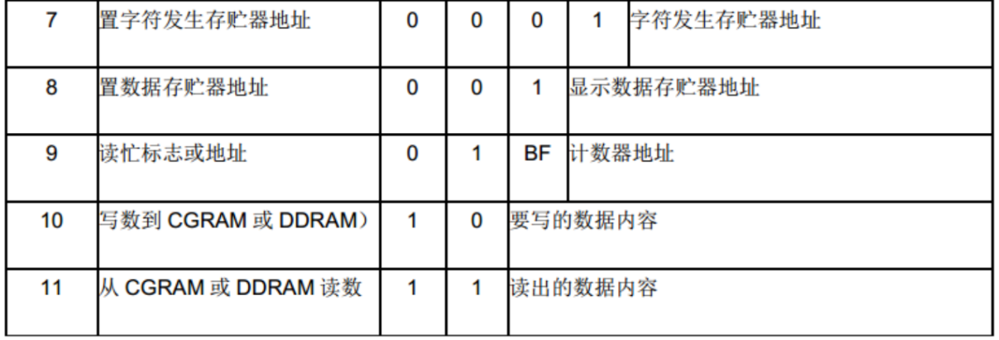 7 置字符发生存贮器地址 0 0 0 1 字符发生存贮器地址
8 置数据存贮器地址 0 0 1 显示数据存贮器地址
9 读忙标志或地址 0 1 BF 计数器地址
10 写数到 CGRAM 或 DDRAM） 1 0 要写的数据内容
11 从 CGRAM 或 DDRAM 读数 1 1 读出的数据内容